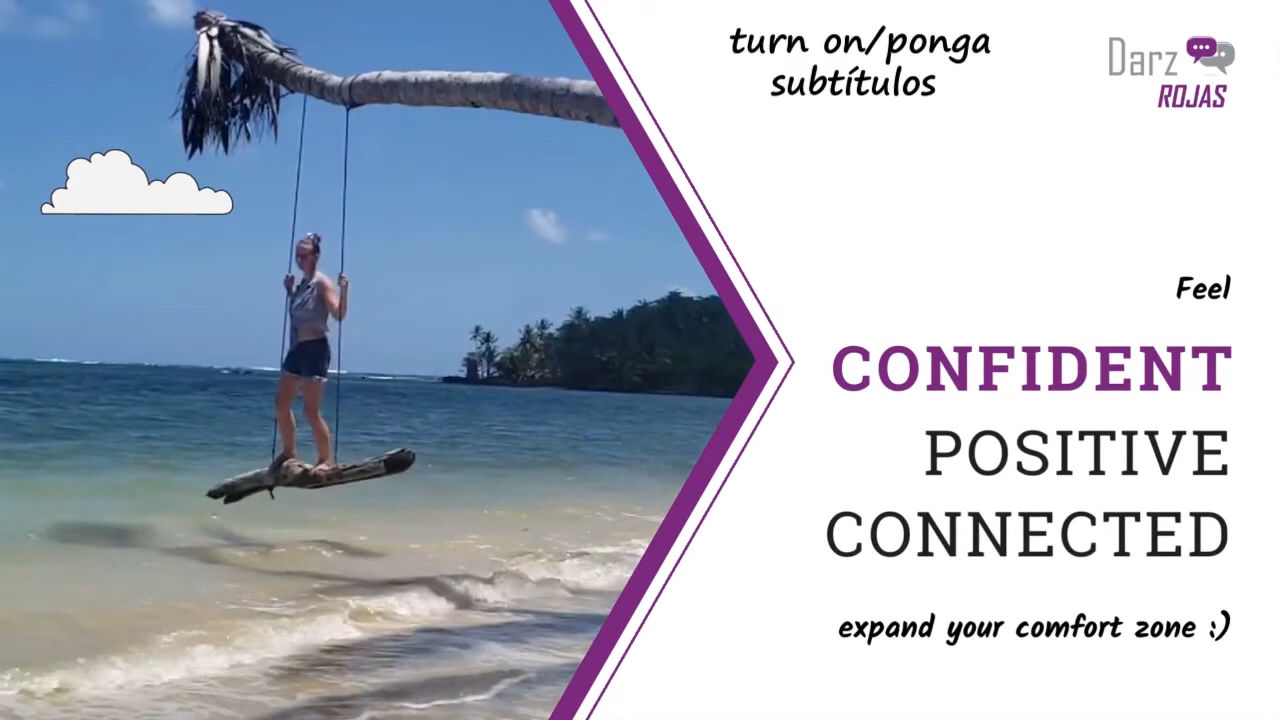 turn on/ponga
subtítulos
Darz
ROJAS
Feel
CONFIDENT
POSITIVE
CONNECTED
expand your comfort zone :)